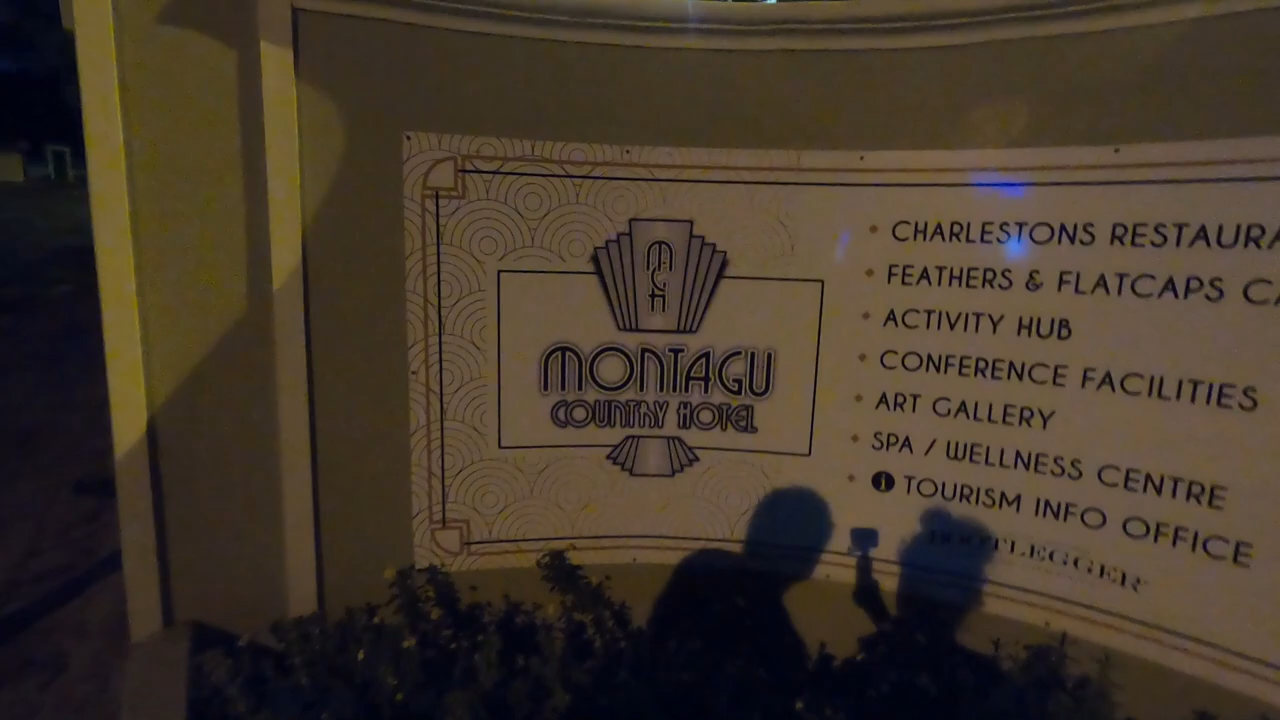 MCH
MONTAGU
COUNTRY HOTEL
• CHARLESTONS RESTAURA
• FEATHERS & FLATCAPS CA
• ACTIVITY HUB
• CONFERENCE FACILITIES
• ART GALLERY
• SPA / WELLNESS CENTRE
• i TOURISM INFO OFFICE
BOOTLEGGER